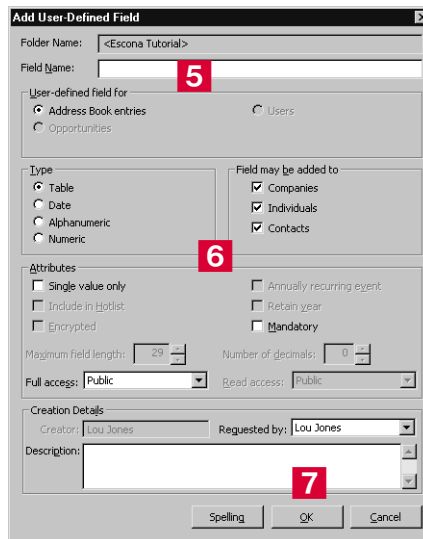 Add User-Defined Field
Folder Name: <Escona Tutorial>
Field Name:
5
User-defined field for
Address Book entries Users
Opportunities
Type Field may be added to
Table Companies
Date Individuals
Alphanumeric Contacts
Numeric
6
Attributes
Single value only Annually recurring event
Include in Hotlist Retain year
Encrypted Mandatory
Maximum field length: 29 Number of decimals: 0
Full access: Public Read access: Public
Creation Details
Creator: Lou Jones Requested by: Lou Jones
Description:
7
Spelling OK Cancel